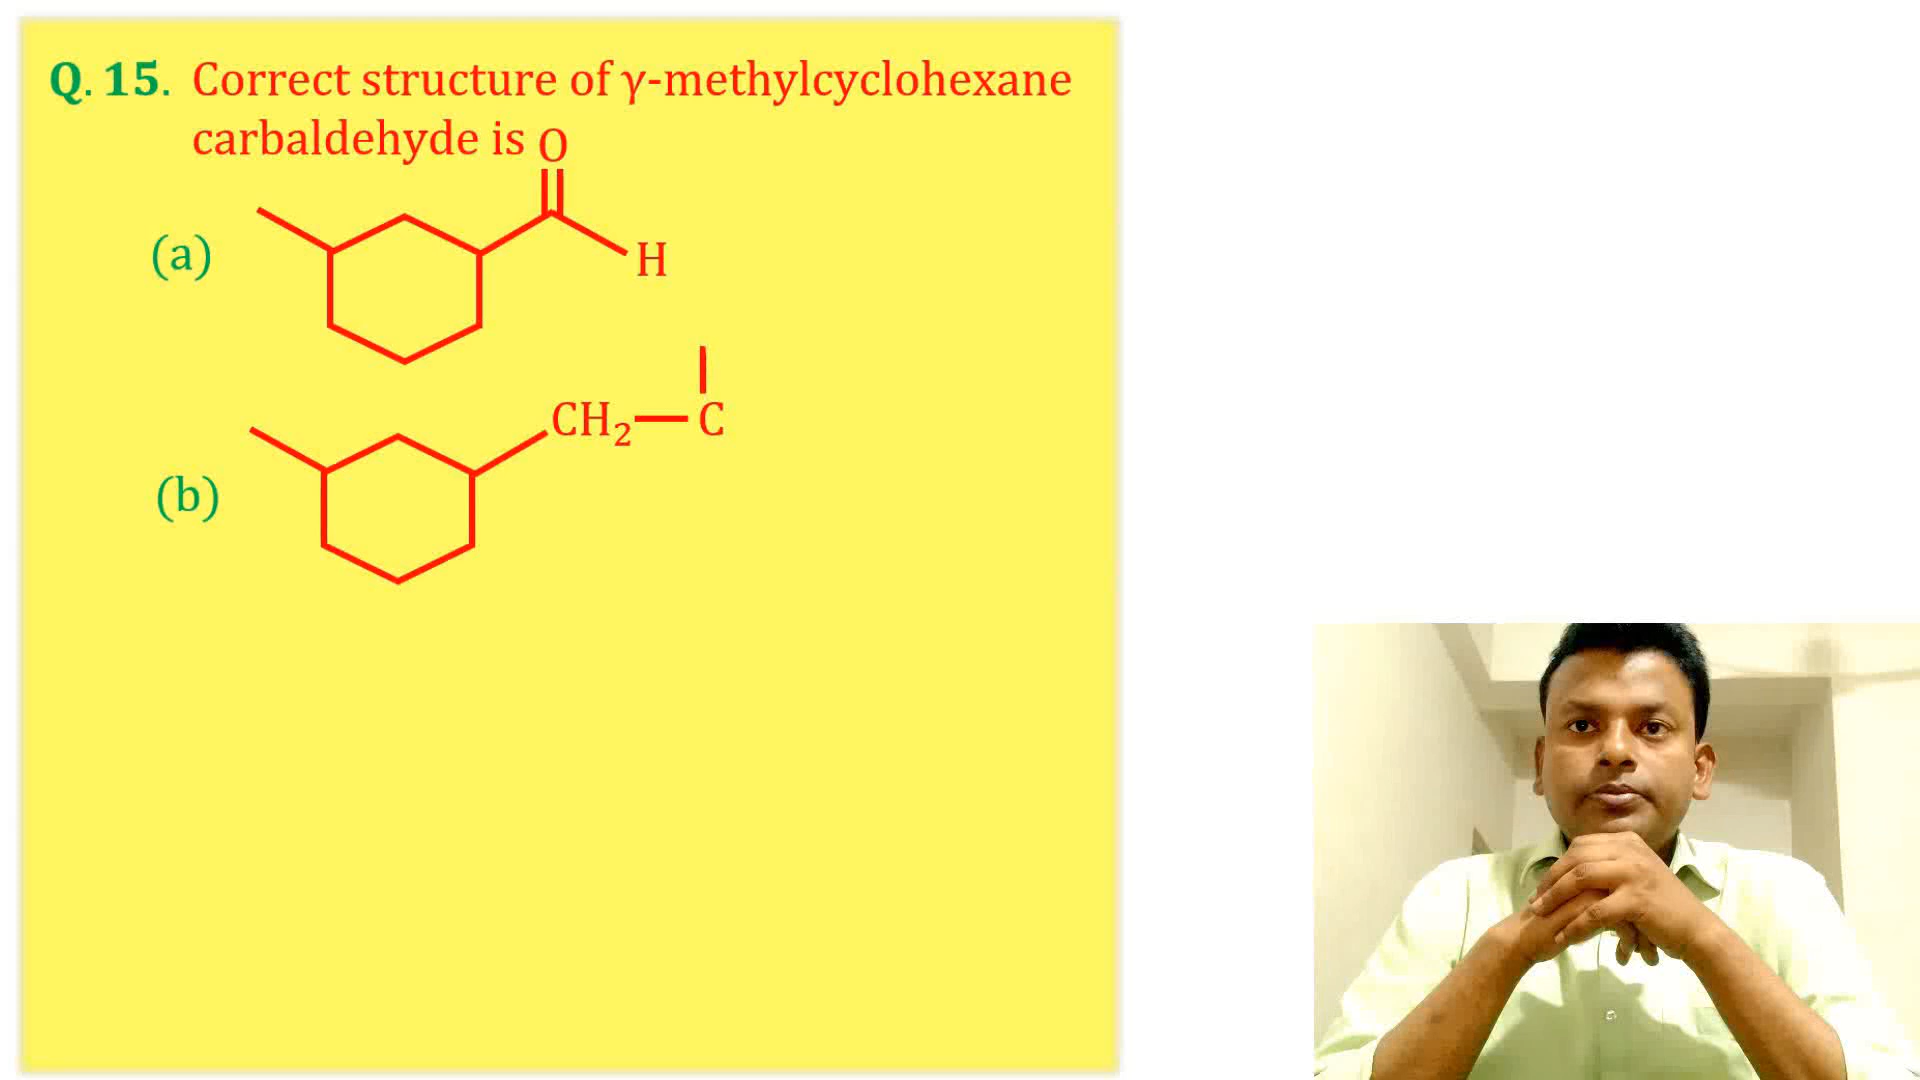 Q. 15. Correct structure of γ-methylcyclohexane
carbaldehyde is
O
(a)
H
CH₂—C
(b)